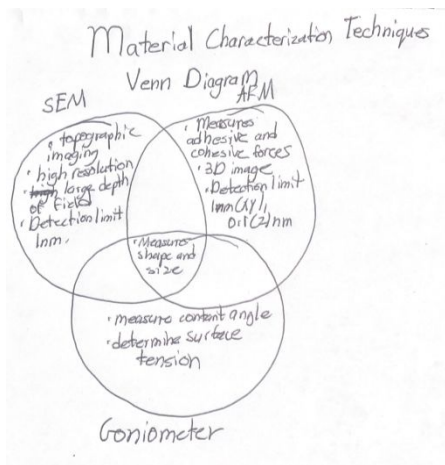 Material Characterization Techniques
Venn Diagram
SEM
AFM
• topographic
imaging
• high resolution
• large depth
of field
• Detection limit
1nm.
• Measures
adhesive and
cohesive forces
• 3D image
• Detection limit
1nm(xy),
0.1(z)nm
• Measures
shape and
size
• measure content angle
• determine surface
tension
Goniometer